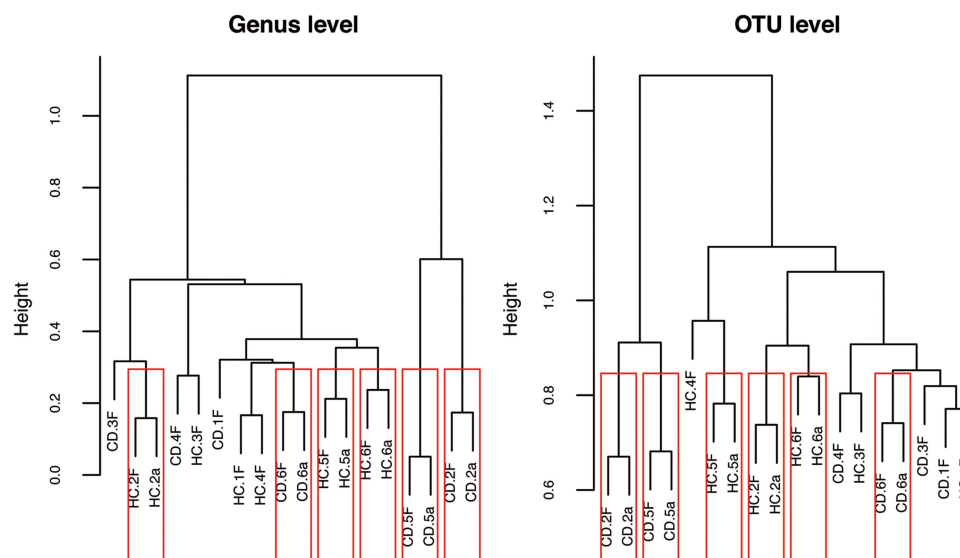 Genus level
OTU level
Height
0.0
0.2
0.4
0.6
0.8
1.0
CD.3F
HC.2F
HC.2a
CD.4F
HC.3F
CD.1F
HC.1F
HC.4F
CD.6F
CD.6a
HC.5F
HC.5a
HC.6F
HC.6a
CD.5F
CD.5a
CD.2F
CD.2a
Height
0.6
0.8
1.0
1.2
1.4
CD.2F
CD.2a
CD.5F
CD.5a
HC.4F
HC.5F
HC.5a
HC.2F
HC.2a
HC.6F
HC.6a
CD.4F
HC.3F
CD.6F
CD.6a
CD.3F
CD.1F